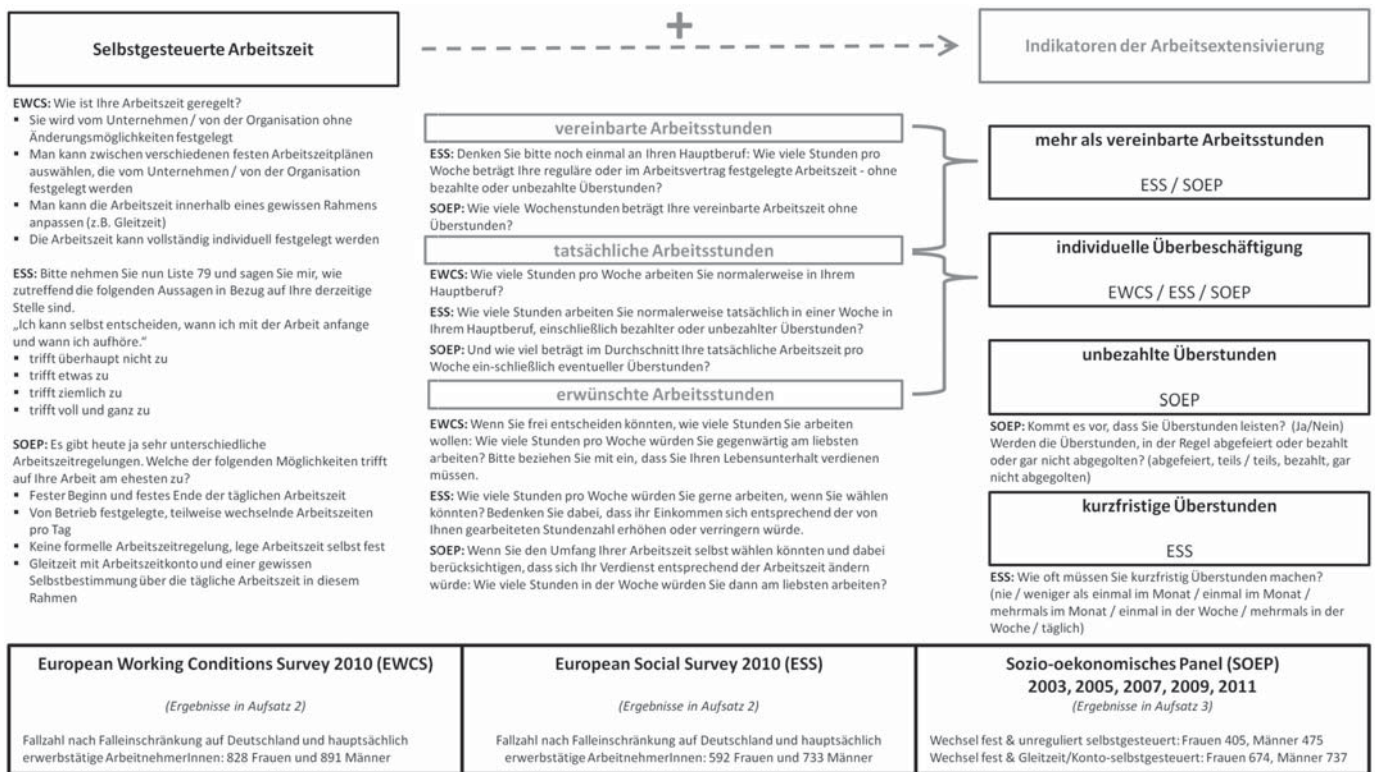 Selbstgesteuerte Arbeitszeit
+
Indikatoren der Arbeitsextensivierung
EWCS: Wie ist Ihre Arbeitszeit geregelt?
▪ Sie wird vom Unternehmen / von der Organisation ohne
Änderungsmöglichkeiten festgelegt
▪ Man kann zwischen verschiedenen festen Arbeitszeitplänen
auswählen, die vom Unternehmen / von der Organisation
festgelegt werden
▪ Man kann die Arbeitszeit innerhalb eines gewissen Rahmens
anpassen (z.B. Gleitzeit)
▪ Die Arbeitszeit kann vollständig individuell festgelegt werden
ESS: Bitte nehmen Sie nun Liste 79 und sagen Sie mir, wie
zutreffend die folgenden Aussagen in Bezug auf Ihre derzeitige
Stelle sind.
„Ich kann selbst entscheiden, wann ich mit der Arbeit anfange
und wann ich aufhöre.“
▪ trifft überhaupt nicht zu
▪ trifft etwas zu
▪ trifft ziemlich zu
▪ trifft voll und ganz zu
SOEP: Es gibt heute ja sehr unterschiedliche
Arbeitszeitregelungen. Welche der folgenden Möglichkeiten trifft
auf Ihre Arbeit am ehesten zu?
▪ Fester Beginn und festes Ende der täglichen Arbeitszeit
▪ Von Betrieb festgelegte, teilweise wechselnde Arbeitszeiten
pro Tag
▪ Keine formelle Arbeitszeitregelung, lege Arbeitszeit selbst fest
▪ Gleitzeit mit Arbeitszeitkonto und einer gewissen
Selbstbestimmung über die tägliche Arbeitszeit in diesem
Rahmen
vereinbarte Arbeitsstunden
ESS: Denken Sie bitte noch einmal an Ihren Hauptberuf: Wie viele Stunden pro
Woche beträgt Ihre reguläre oder im Arbeitsvertrag festgelegte Arbeitszeit - ohne
bezahlte oder unbezahlte Überstunden?
SOEP: Wie viele Wochenstunden beträgt Ihre vereinbarte Arbeitszeit ohne
Überstunden?
tatsächliche Arbeitsstunden
EWCS: Wie viele Stunden pro Woche arbeiten Sie normalerweise in Ihrem
Hauptberuf?
ESS: Wie viele Stunden arbeiten Sie normalerweise tatsächlich in einer Woche in
Ihrem Hauptberuf, einschließlich bezahlter oder unbezahlter Überstunden?
SOEP: Und wie viel beträgt im Durchschnitt Ihre tatsächliche Arbeitszeit pro
Woche ein-schließlich eventueller Überstunden?
erwünschte Arbeitsstunden
EWCS: Wenn Sie frei entscheiden könnten, wie viele Stunden Sie arbeiten
wollen: Wie viele Stunden pro Woche würden Sie gegenwärtig am liebsten
arbeiten? Bitte beziehen Sie mit ein, dass Sie Ihren Lebensunterhalt verdienen
müssen.
ESS: Wie viele Stunden pro Woche würden Sie gerne arbeiten, wenn Sie wählen
könnten? Bedenken Sie dabei, dass ihr Einkommen sich entsprechend der von
Ihnen gearbeiteten Stundenzahl erhöhen oder verringern würde.
SOEP: Wenn Sie den Umfang Ihrer Arbeitszeit selbst wählen könnten und dabei
berücksichtigen, dass sich Ihr Verdienst entsprechend der Arbeitszeit ändern
würde: Wie viele Stunden in der Woche würden Sie dann am liebsten arbeiten?
mehr als vereinbarte Arbeitsstunden
ESS / SOEP
individuelle Überbeschäftigung
EWCS / ESS / SOEP
unbezahlte Überstunden
SOEP
SOEP: Kommt es vor, dass Sie Überstunden leisten? (Ja/Nein)
Werden die Überstunden, in der Regel abgefeiert oder bezahlt
oder gar nicht abgegolten? (abgefeiert, teils / teils, bezahlt, gar
nicht abgegolten)
kurzfristige Überstunden
ESS
ESS: Wie oft müssen Sie kurzfristig Überstunden machen?
(nie / weniger als einmal im Monat / einmal im Monat /
mehrmals im Monat / einmal in der Woche / mehrmals in der
Woche / täglich)
European Working Conditions Survey 2010 (EWCS)
(Ergebnisse in Aufsatz 2)
Fallzahl nach Falleinschränkung auf Deutschland und hauptsächlich
erwerbstätige ArbeitnehmerInnen: 828 Frauen und 891 Männer
European Social Survey 2010 (ESS)
(Ergebnisse in Aufsatz 2)
Fallzahl nach Falleinschränkung auf Deutschland und hauptsächlich
erwerbstätige ArbeitnehmerInnen: 592 Frauen und 733 Männer
Sozio-oekonomisches Panel (SOEP)
2003, 2005, 2007, 2009, 2011
(Ergebnisse in Aufsatz 3)
Wechsel fest & unreguliert selbstgesteuert: Frauen 405, Männer 475
Wechsel fest & Gleitzeit/Konto-selbstgesteuert: Frauen 674, Männer 737